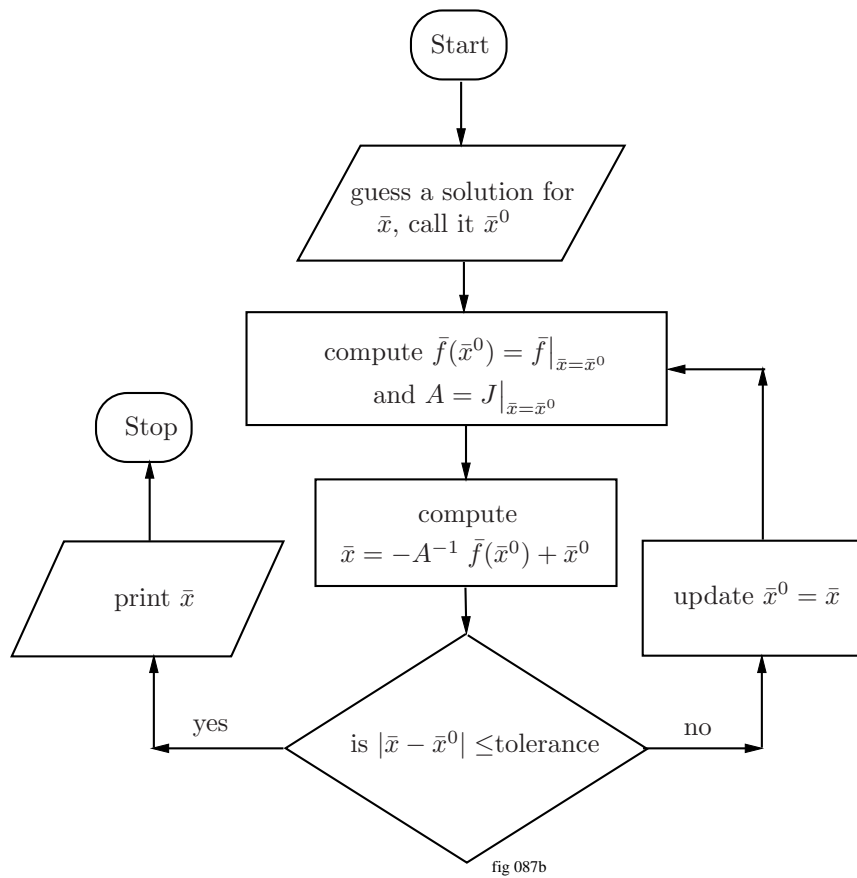 Start
guess a solution for
x̄, call it x̄⁰
compute f̄(x̄⁰) = f̄|ₓ̄₌ₓ̄⁰
and A = J|ₓ̄₌ₓ̄⁰
compute
x̄ = −A⁻¹ f̄(x̄⁰) + x̄⁰
is |x̄ − x̄⁰| ≤tolerance
yes
no
print x̄
Stop
update x̄⁰ = x̄
fig 087b